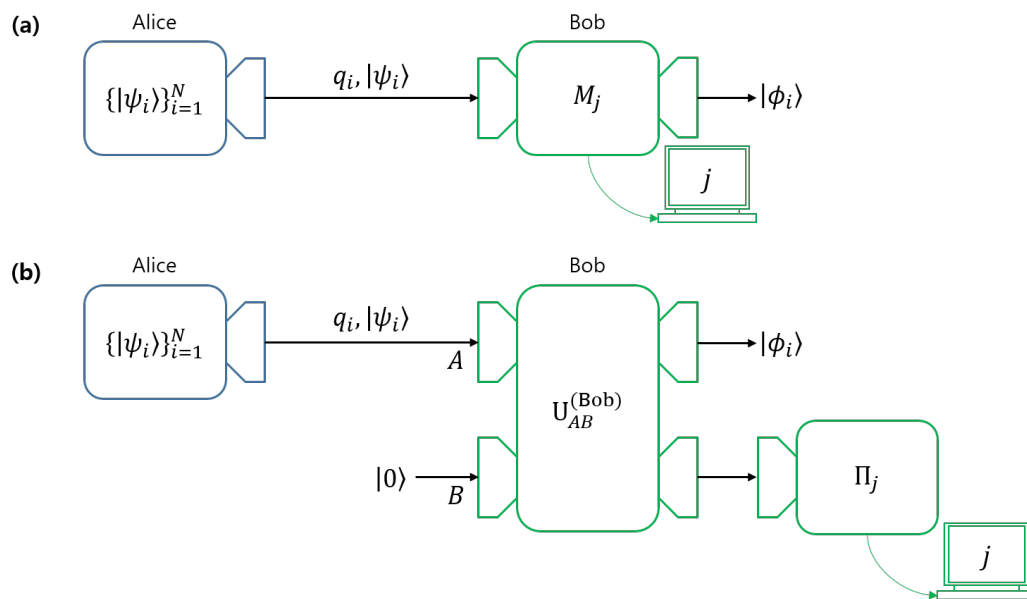 (a)
Alice
Bob
{|ψ_i⟩}_{i=1}^N
q_i, |ψ_i⟩
M_j
|ϕ_i⟩
j
(b)
Alice
Bob
{|ψ_i⟩}_{i=1}^N
q_i, |ψ_i⟩
A
|ϕ_i⟩
U_{AB}^{(Bob)}
|0⟩
B
Π_j
j